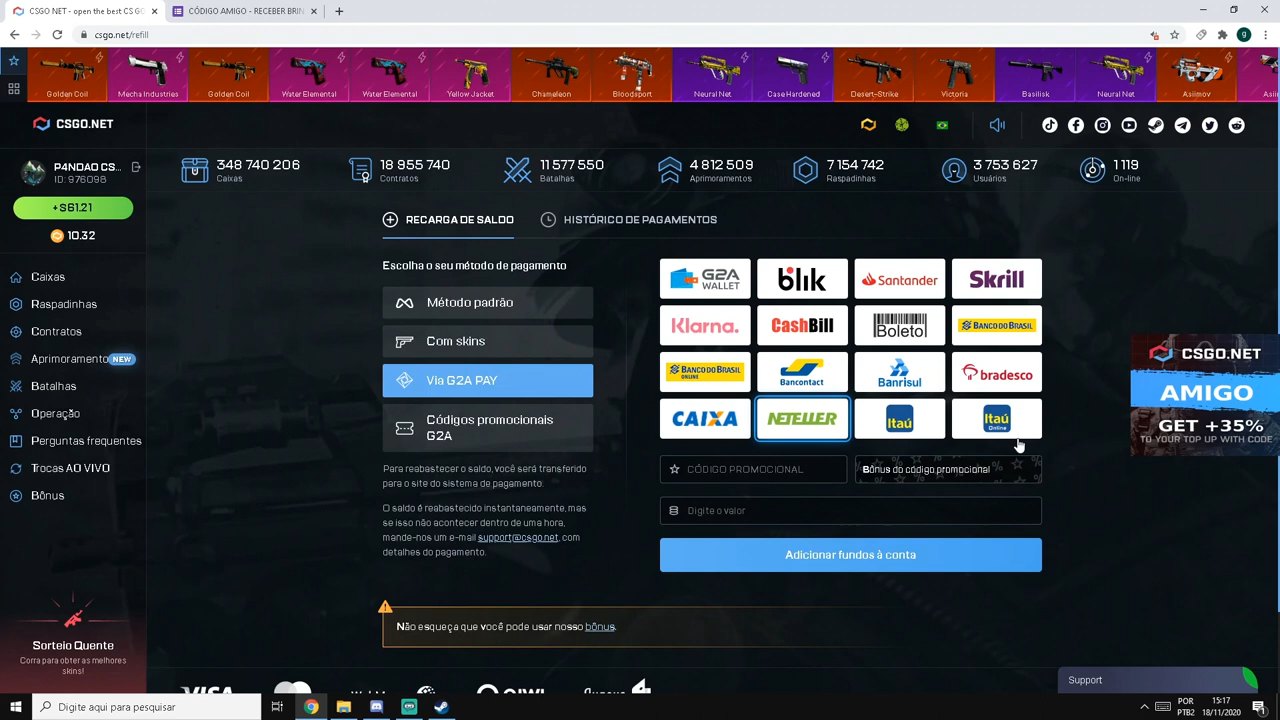 CSGO NET - open the best CS GO
CÓDIGO AMIGO - RECEBER BRIN
csgo.net/refill
Golden Coil
Mecha Industries
Golden Coil
Water Elemental
Water Elemental
Yellow Jacket
Chameleon
Bloodsport
Neural Net
Case Hardened
Desert-Strike
Victoria
Basilisk
Neural Net
Asiimov
Asii
CSGO.NET
P4NDAO CS...
ID: 976098
+$61.21
10.32
348 740 206
Caixas
18 955 740
Contratos
11 577 550
Batalhas
4 812 509
Aprimoramentos
7 154 742
Raspadinhas
3 753 627
Usuários
1 119
On-line
Caixas
Raspadinhas
Contratos
Aprimoramento NEW
Batalhas
Operação
Perguntas frequentes
Trocas AO VIVO
Bônus
Sorteio Quente
Corra para obter as melhores
skins!
RECARGA DE SALDO
HISTÓRICO DE PAGAMENTOS
Escolha o seu método de pagamento
Método padrão
Com skins
Via G2A PAY
Códigos promocionais
G2A
Para reabastecer o saldo, você será transferido
para o site do sistema de pagamento.
O saldo é reabastecido instantaneamente, mas
se isso não acontecer dentro de uma hora,
mande-nos um e-mail support@csgo.net, com
detalhes do pagamento.
G2A WALLET
blik
Santander
Skrill
Klarna.
CashBill
Boleto
BANCO DO BRASIL
BANCO DO BRASIL ONLINE
Bancontact
Banrisul
bradesco
CAIXA
NETELLER
Itaú
Itaú Online
CÓDIGO PROMOCIONAL
Bônus do código promocional
Digite o valor
Adicionar fundos à conta
Não esqueça que você pode usar nosso bônus.
CSGO.NET
AMIGO
GET +35%
TO YOUR TOP UP WITH CODE
VISA
QIWI
Support
Digite aqui para pesquisar
POR
PTB2
15:17
18/11/2020